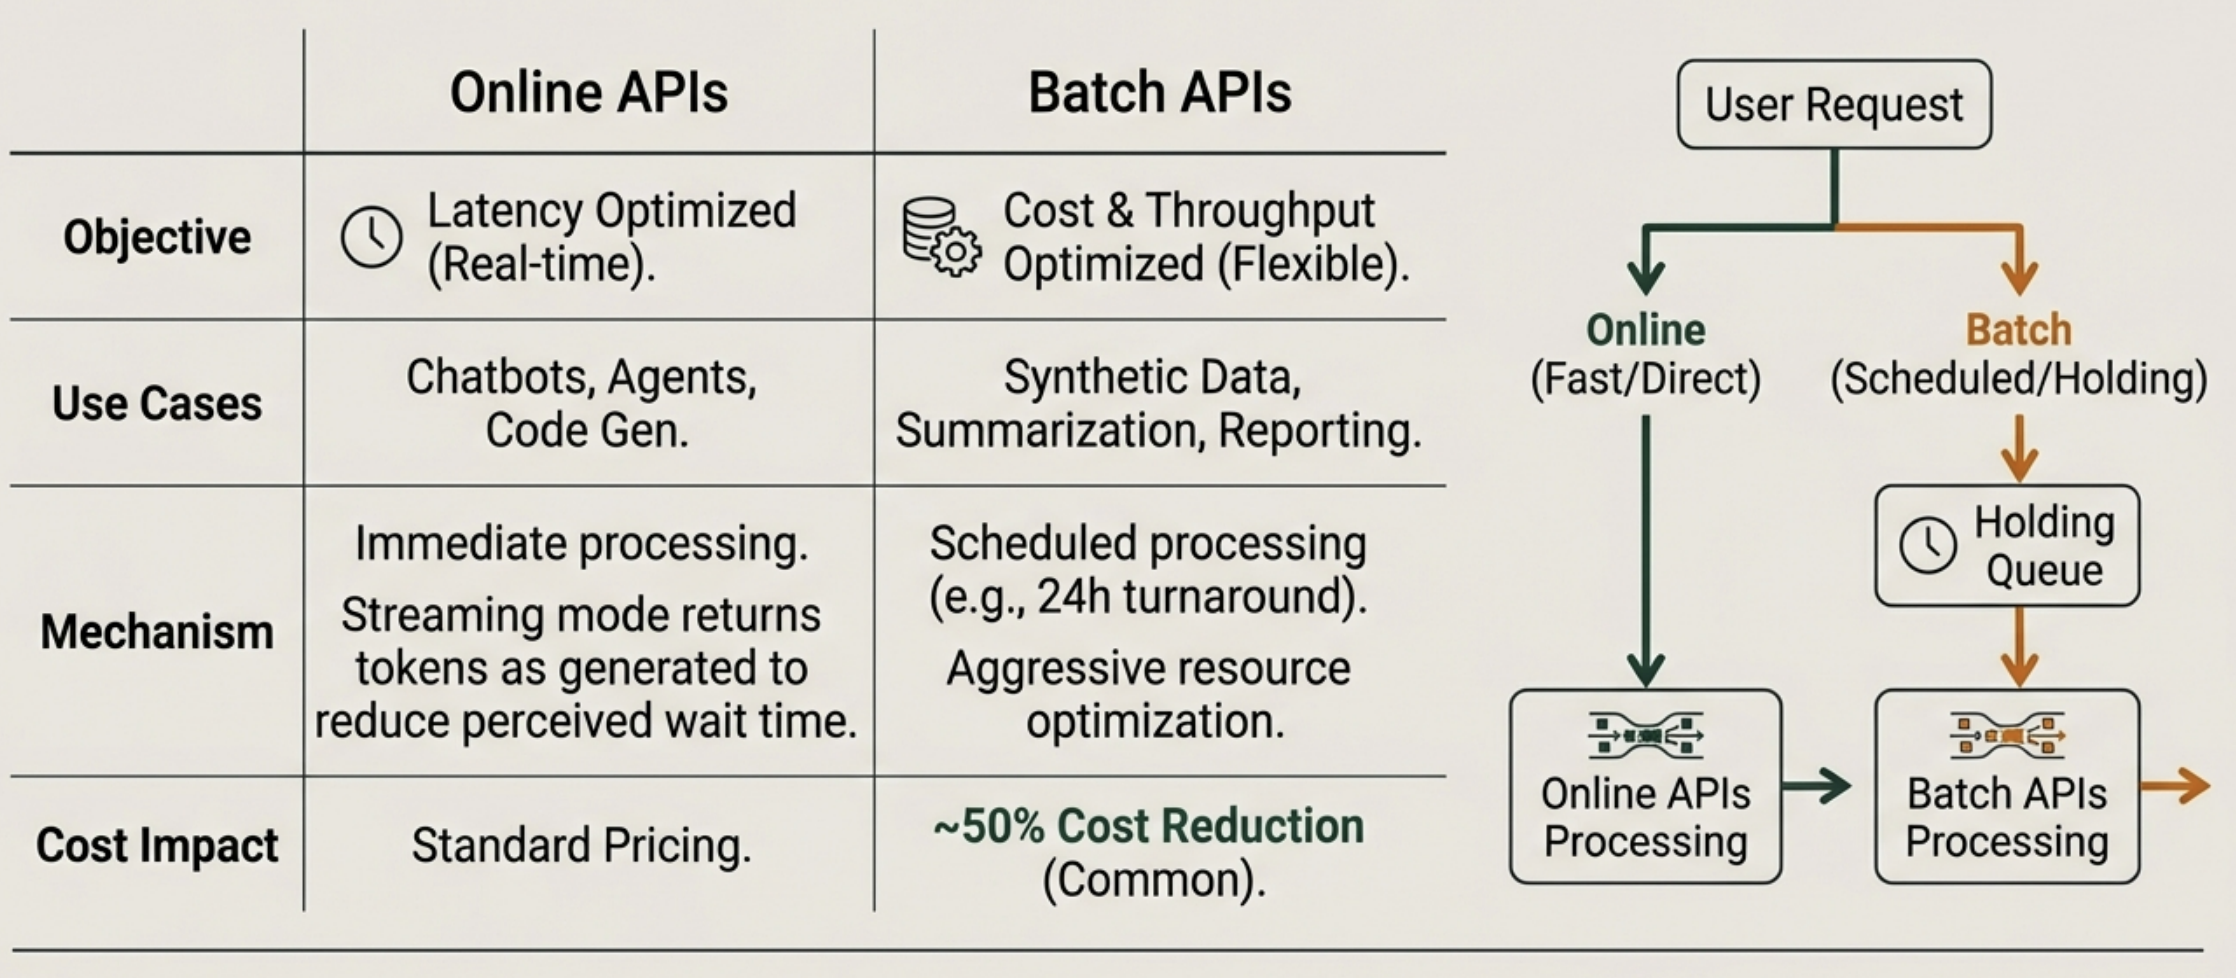 Online APIs
Batch APIs
Objective
Latency Optimized
(Real-time).
Cost & Throughput
Optimized (Flexible).
Use Cases
Chatbots, Agents,
Code Gen.
Synthetic Data,
Summarization, Reporting.
Mechanism
Immediate processing.
Streaming mode returns
tokens as generated to
reduce perceived wait time.
Scheduled processing
(e.g., 24h turnaround).
Aggressive resource
optimization.
Cost Impact
Standard Pricing.
~50% Cost Reduction
(Common).
User Request
Online
(Fast/Direct)
Batch
(Scheduled/Holding)
Holding
Queue
Online APIs
Processing
Batch APIs
Processing